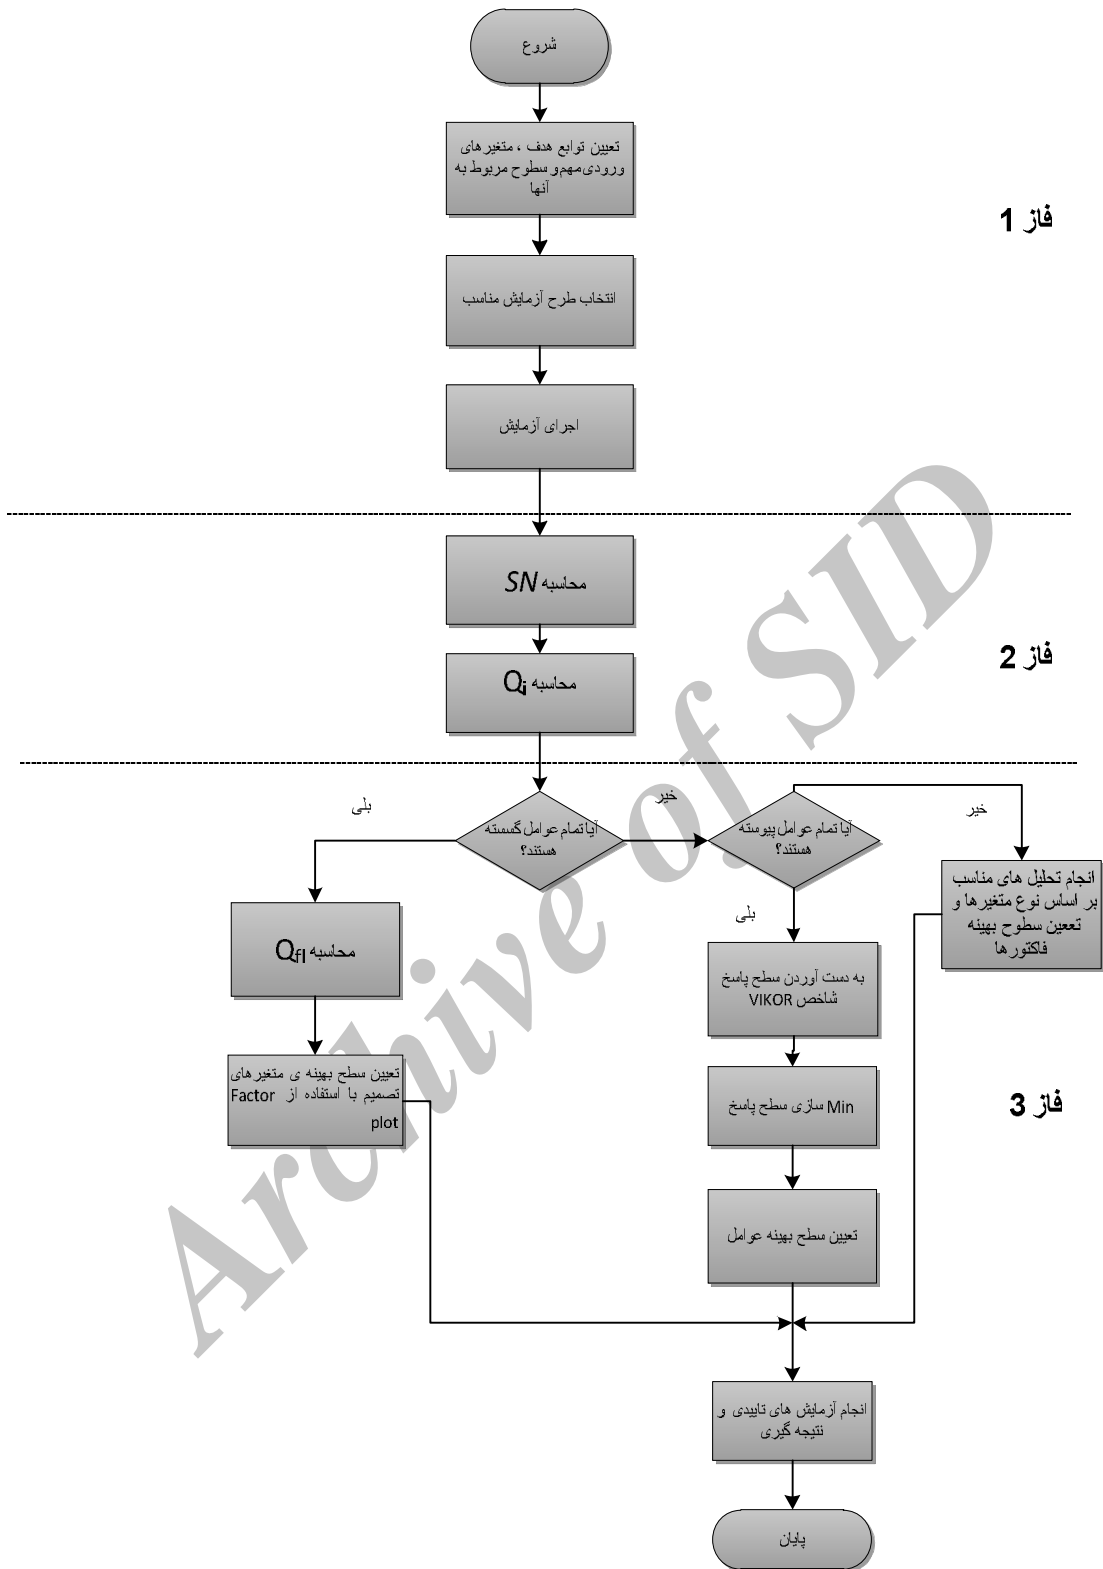 شروع
تعیین توابع هدف ، متغیرهای
ورودی مهم و سطوح مربوط به
آنها
فاز 1
انتخاب طرح آزمایش مناسب
اجرای آزمایش
محاسبه SN
فاز 2
محاسبه Qi
آیا تمام عوامل گسسته
هستند؟
بلی
خیر
آیا تمام عوامل پیوسته
هستند؟
خیر
بلی
انجام تحلیل های مناسب
بر اساس نوع متغیرها و
تععین سطوح بهینه
فاکتورها
محاسبه Qfl
به دست آوردن سطح پاسخ
شاخص VIKOR
تعیین سطح بهینه ی متغیرهای
تصمیم با استفاده از Factor
plot
Min سازی سطح پاسخ
فاز 3
تعیین سطح بهینه عوامل
انجام آزمایش های تاییدی و
نتیجه گیری
پایان
Archive of SID